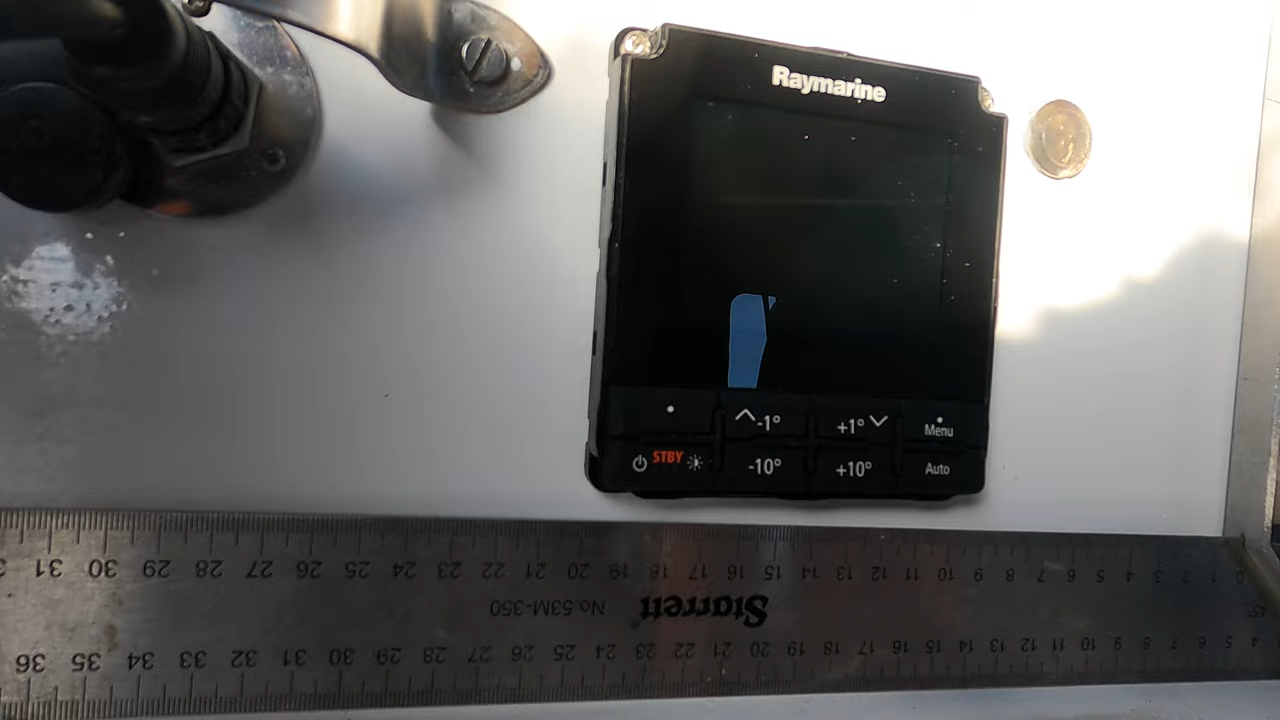 Raymarine
-1° +1° Menu
STBY -10° +10° Auto
31 30 29 28 27 26 25 24 23 22 21 20 19 18 17 16 15 14 13 12 11 10 9 8 7 6 5 4 3 2 1 0
No.53M-350 Starrett
36 35 34 33 32 31 30 29 28 27 26 25 24 23 22 21 20 19 18 17 16 15 14 13 12 11 10 9 8 7 6 5 4